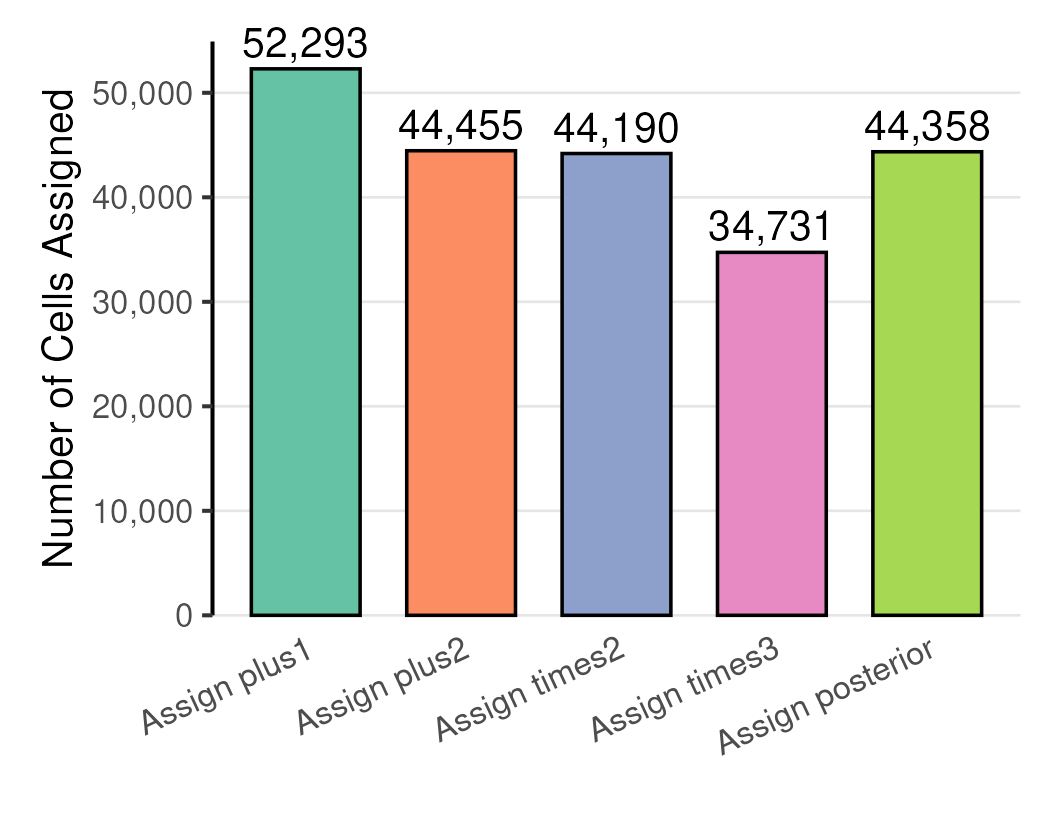 Number of Cells Assigned
50,000
40,000
30,000
20,000
10,000
0
52,293
44,455
44,190
34,731
44,358
Assign plus1
Assign plus2
Assign times2
Assign times3
Assign posterior